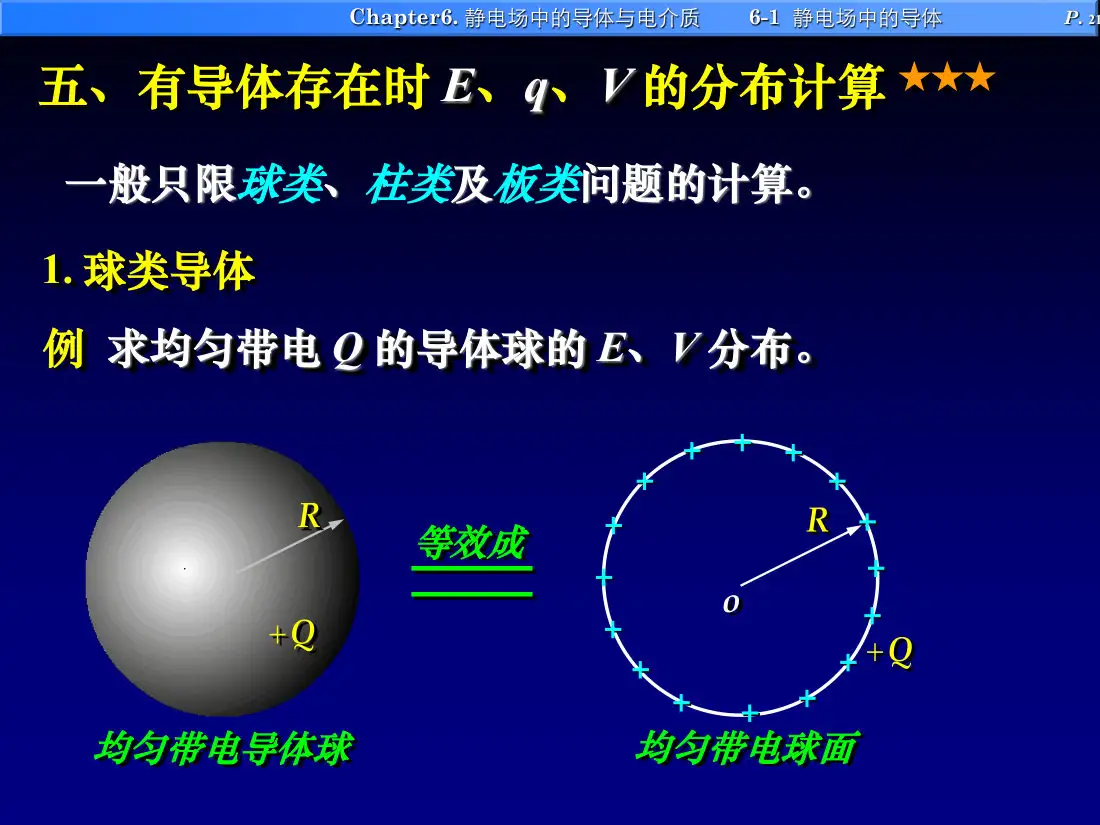 Chapter6. 静电场中的导体与电介质 6-1 静电场中的导体 P. 21
五、有导体存在时 E、q、V 的分布计算 ★★★
一般只限球类、柱类及板类问题的计算。
1. 球类导体
例 求均匀带电 Q 的导体球的 E、V 分布。
R
+Q
均匀带电导体球
等效成
R
o
+Q
均匀带电球面